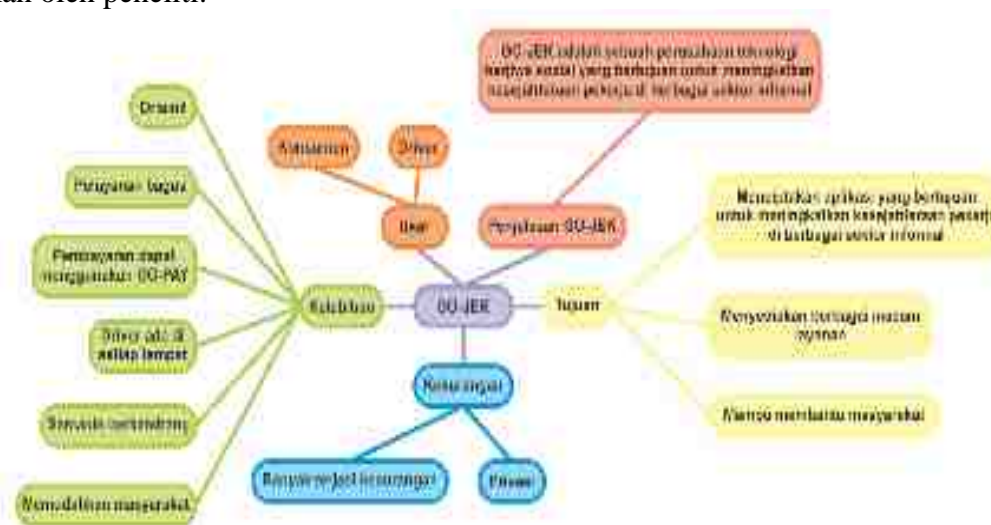 oleh peneliti.
GO-JEK adalah sebuah perusahaan teknologi
berjiwa sosial yang bertujuan untuk meningkatkan
kesejahteraan pekerja di berbagai sektor informal
Driver
User
Penjelasan GO-JEK
Pelayanan bagus
Pembayaran dapat
menggunakan GO-PAY
Driver ada di
setiap tempat
Memudahkan masyarakat
Kelebihan
GO-JEK
Tujuan
Menciptakan aplikasi yang bertujuan
untuk meningkatkan kesejahteraan pekerja
di berbagai sektor informal
Menyediakan berbagai macam
layanan
Mampu membantu masyarakat
Kekurangan
Banyak terjadi kecurangan